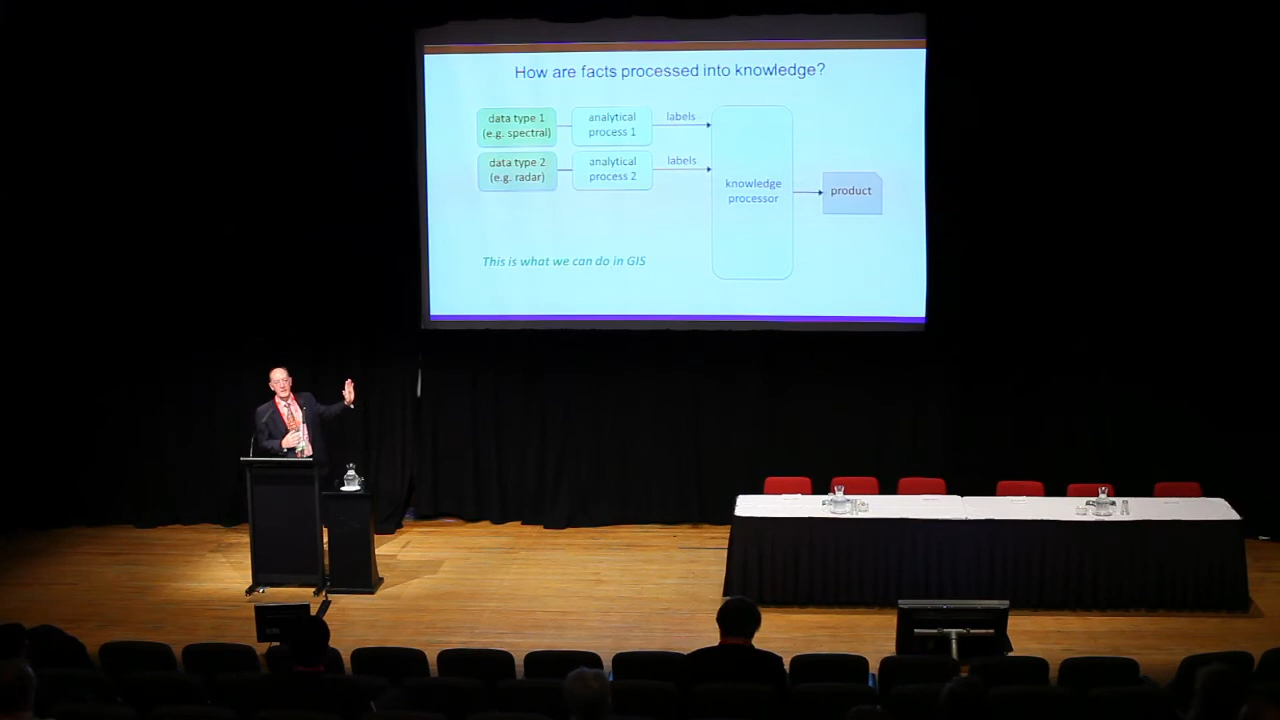 How are facts processed into knowledge?
data type 1
(e.g. spectral)
analytical
process 1
labels
data type 2
(e.g. radar)
analytical
process 2
labels
knowledge
processor
product
This is what we can do in GIS